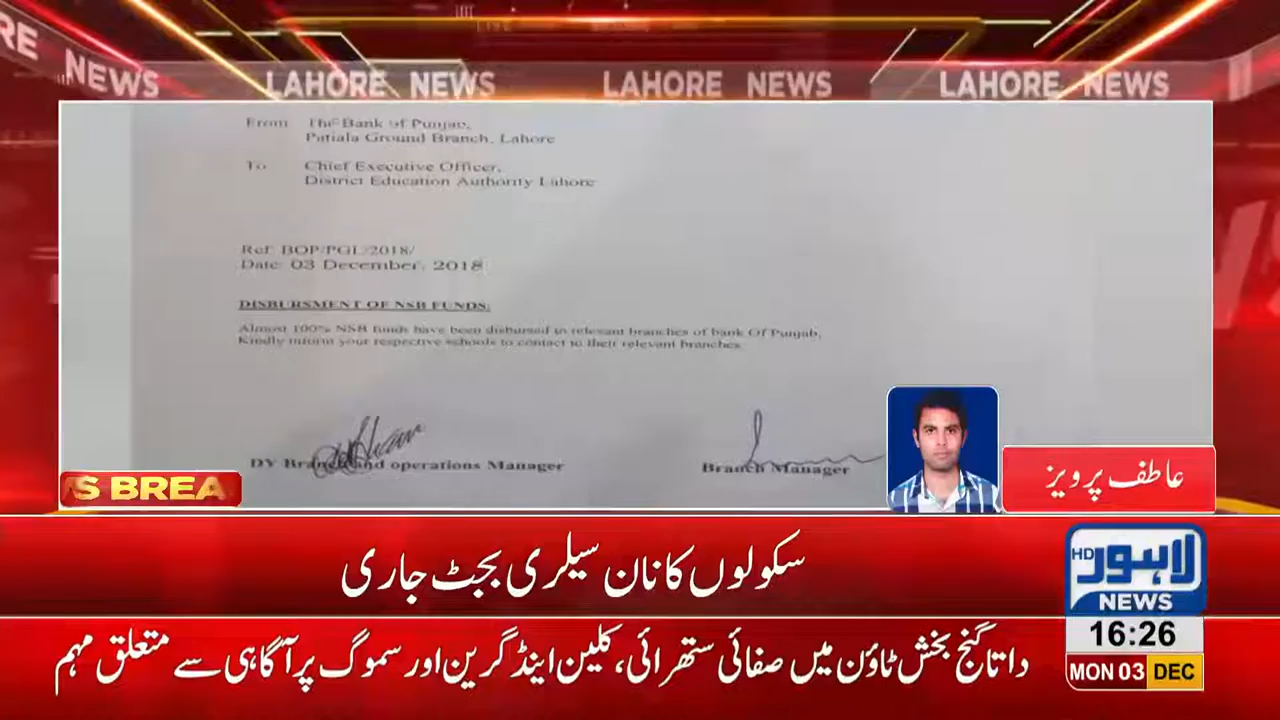 RE
NEWS
LAHORE NEWS
LAHORE NEWS
LAHORE NEWS
From The Bank of Punjab,
Patiala Ground Branch, Lahore
To Chief Executive Officer,
District Education Authority Lahore
Ref: BOP/PGL/2018/
Date: 03 December, 2018
DISBURSMENT OF NSB FUNDS:
Almost 100% NSB funds have been disbursed to relevant branches of bank Of Punjab,
Kindly inform your respective schools to contact to their relevant branches.
DY Branch and operations Manager
Branch Manager
عاطف پرویز
S BREA
سکولوں کا نان سیلری بجٹ جاری
HD لاہور
NEWS
16:26
MON 03 DEC
داتا گنج بخش ٹاؤن میں صفائی ستھرائی، کلین اینڈ گرین اور سموگ پر آگاہی سے متعلق مہم